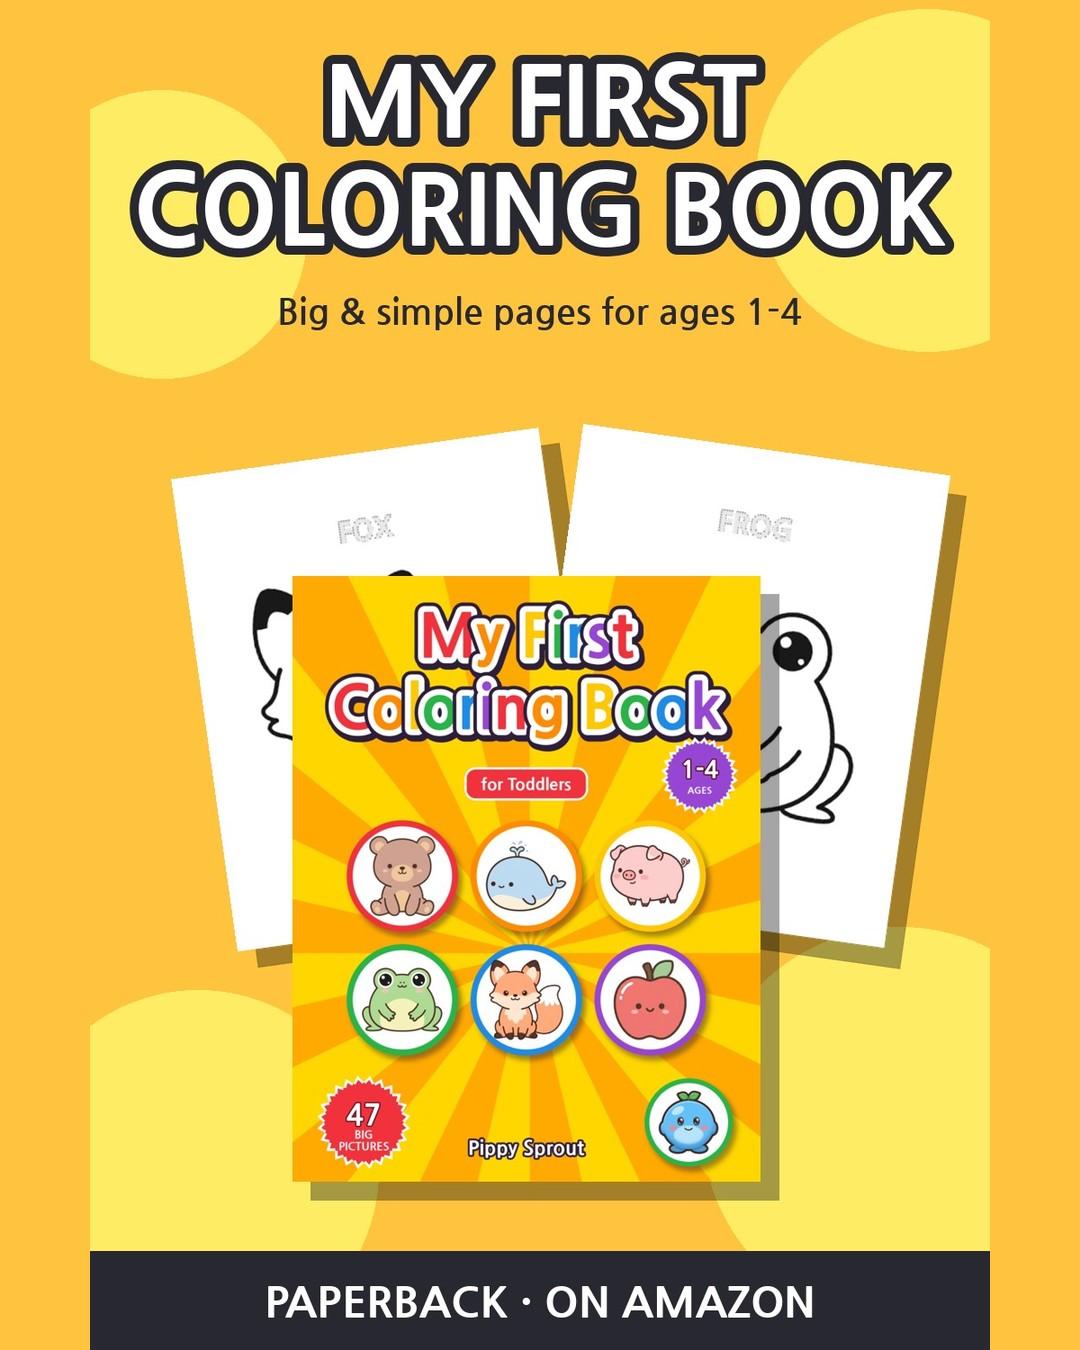 MY FIRST
COLORING BOOK
Big & simple pages for ages 1-4
FOX
FROG
My First
Coloring Book
for Toddlers
1-4
AGES
47
BIG
PICTURES
Pippy Sprout
PAPERBACK · ON AMAZON